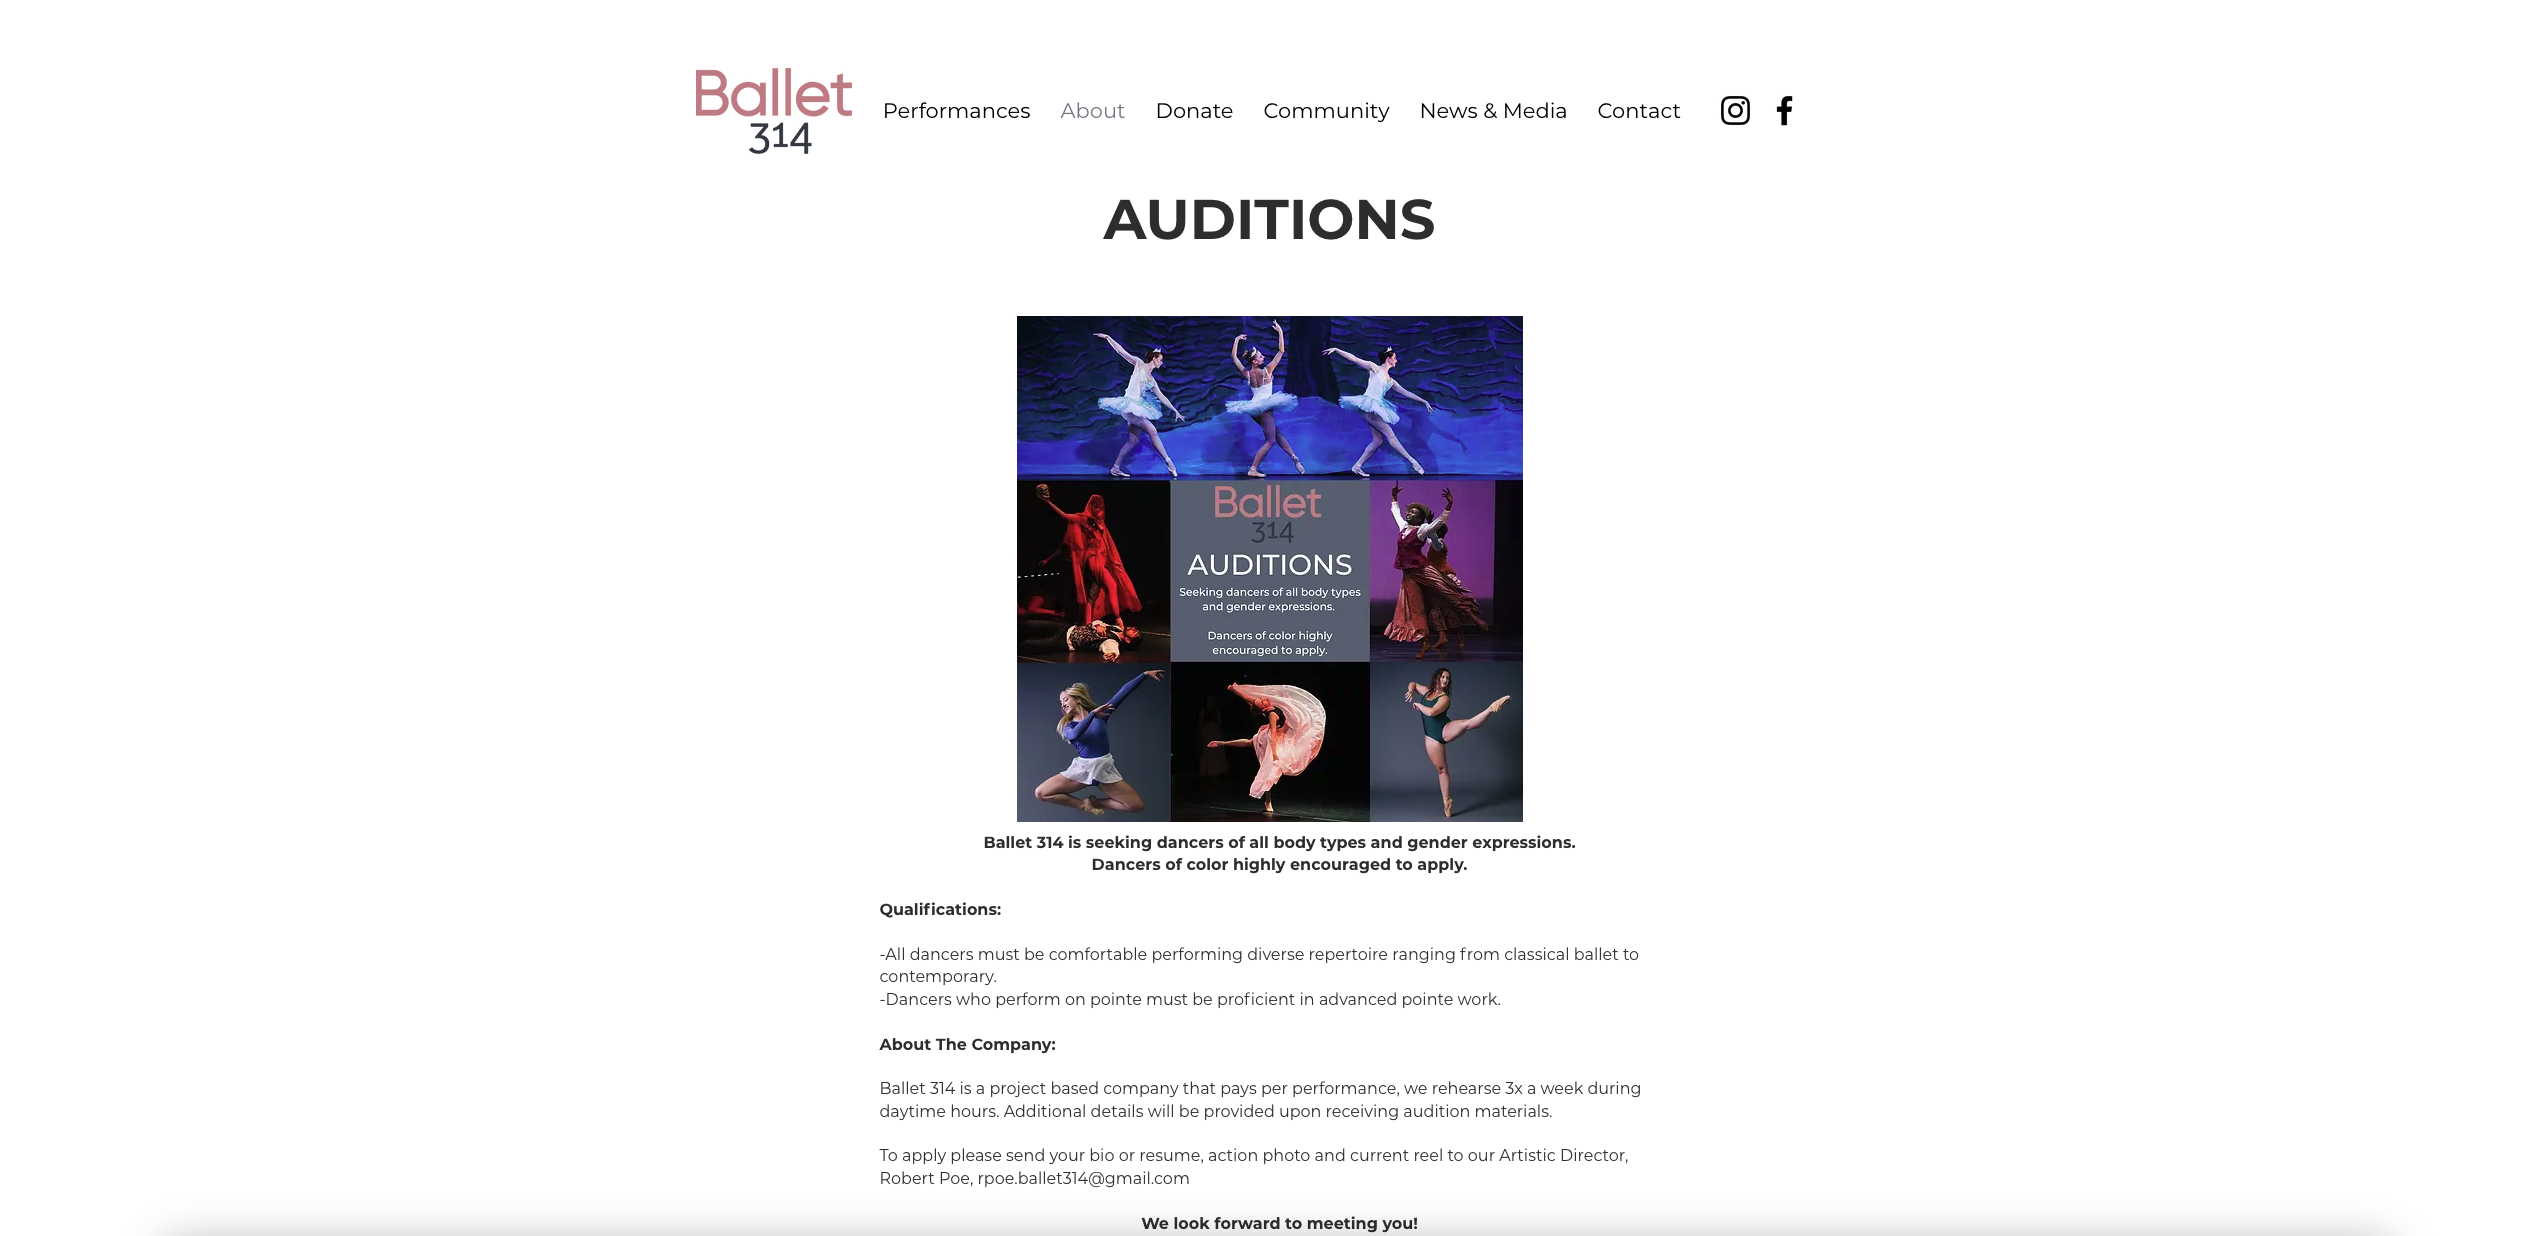 Ballet
314
Performances About Donate Community News & Media Contact
AUDITIONS
Ballet
314
AUDITIONS
Seeking dancers of all body types
and gender expressions.
Dancers of color highly
encouraged to apply.
Ballet 314 is seeking dancers of all body types and gender expressions.
Dancers of color highly encouraged to apply.
Qualifications:
-All dancers must be comfortable performing diverse repertoire ranging from classical ballet to
contemporary.
-Dancers who perform on pointe must be proficient in advanced pointe work.
About The Company:
Ballet 314 is a project based company that pays per performance, we rehearse 3x a week during
daytime hours. Additional details will be provided upon receiving audition materials.
To apply please send your bio or resume, action photo and current reel to our Artistic Director,
Robert Poe, rpoe.ballet314@gmail.com
We look forward to meeting you!